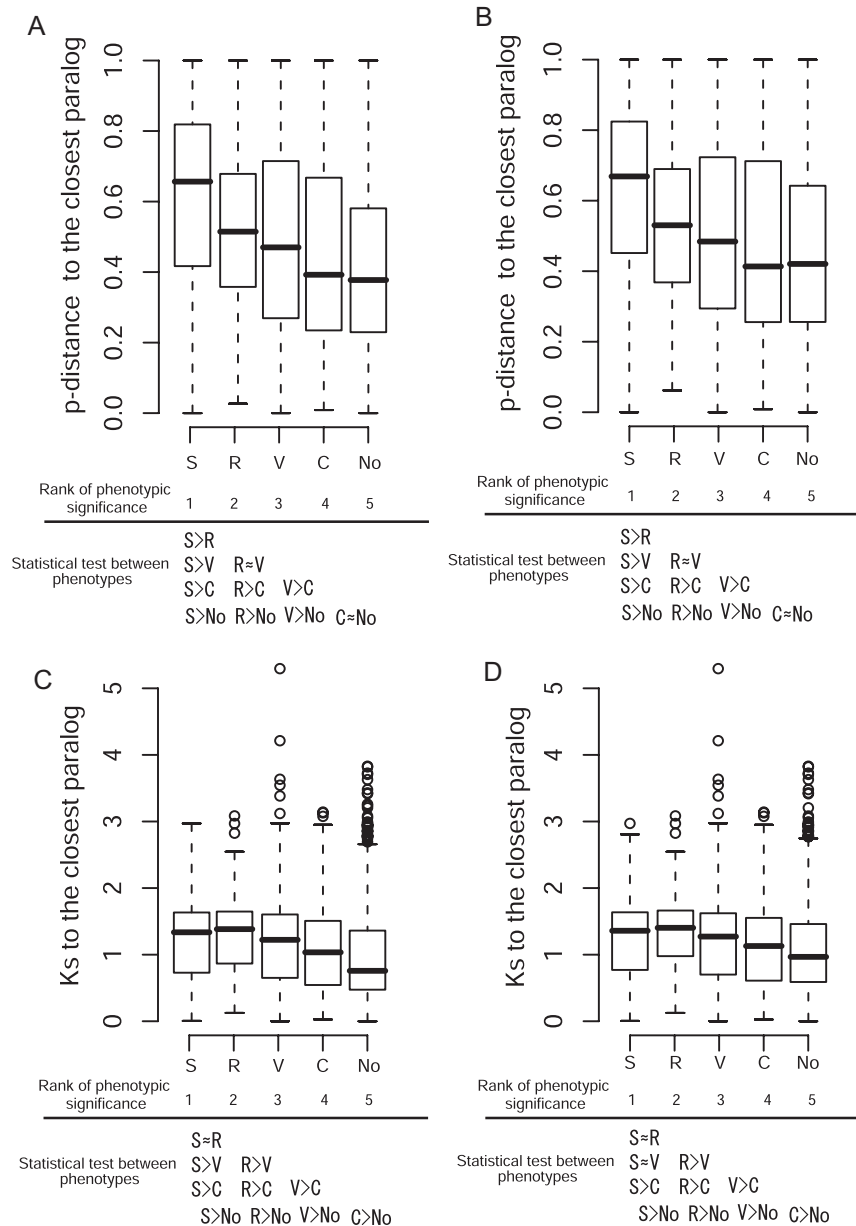 A
p-distance to the closest paralog
1.0
0.8
0.6
0.4
0.2
0.0
S R V C No
Rank of phenotypic
significance
1 2 3 4 5
Statistical test between
phenotypes
S>R
S>V R≈V
S>C R>C V>C
S>No R>No V>No C≈No
B
p-distance to the closest paralog
1.0
0.8
0.6
0.4
0.2
0.0
S R V C No
Rank of phenotypic
significance
1 2 3 4 5
Statistical test between
phenotypes
S>R
S>V R≈V
S>C R>C V>C
S>No R>No V>No C≈No
C
Ks to the closest paralog
5
4
3
2
1
0
S R V C No
Rank of phenotypic
significance
1 2 3 4 5
Statistical test between
phenotypes
S≈R
S>V R>V
S>C R>C V>C
S>No R>No V>No C>No
D
Ks to the closest paralog
5
4
3
2
1
0
S R V C No
Rank of phenotypic
significance
1 2 3 4 5
Statistical test between
phenotypes
S≈R
S≈V R>V
S>C R>C V>C
S>No R>No V>No C>No